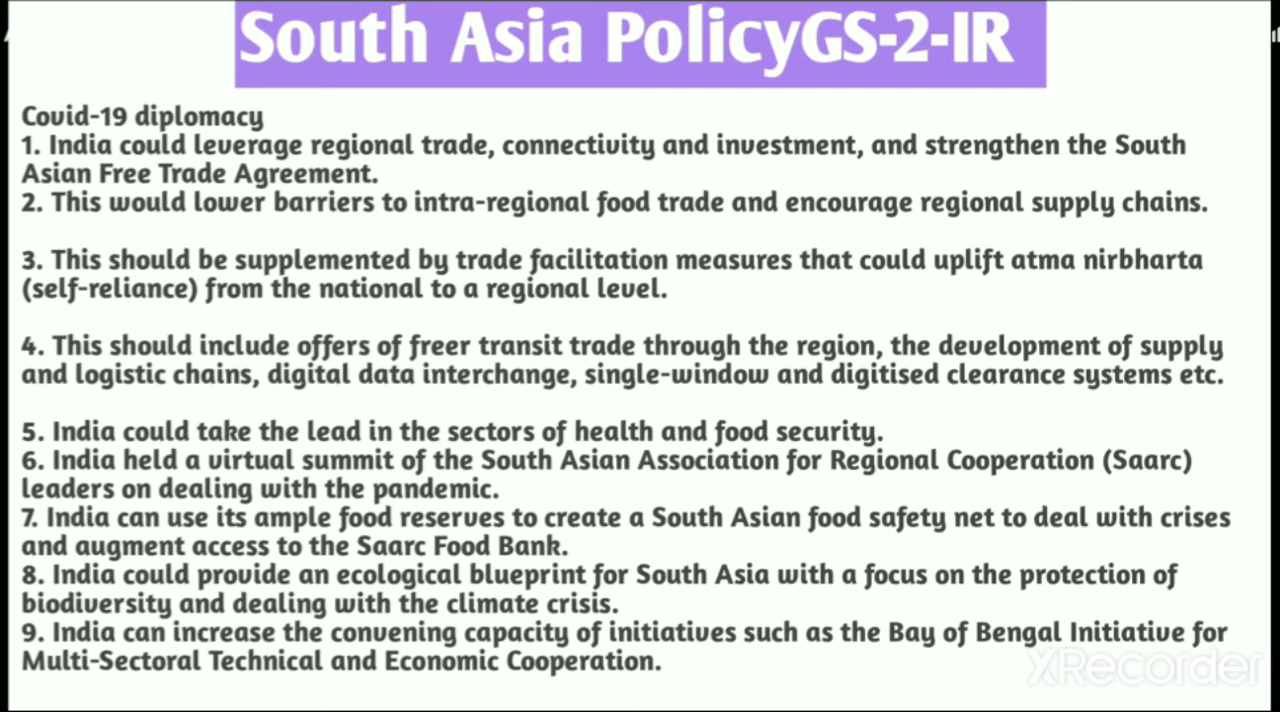 South Asia PolicyGS-2-IR
Covid-19 diplomacy
1. India could leverage regional trade, connectivity and investment, and strengthen the South
Asian Free Trade Agreement.
2. This would lower barriers to intra-regional food trade and encourage regional supply chains.
3. This should be supplemented by trade facilitation measures that could uplift atma nirbharta
(self-reliance) from the national to a regional level.
4. This should include offers of freer transit trade through the region, the development of supply
and logistic chains, digital data interchange, single-window and digitised clearance systems etc.
5. India could take the lead in the sectors of health and food security.
6. India held a virtual summit of the South Asian Association for Regional Cooperation (Saarc)
leaders on dealing with the pandemic.
7. India can use its ample food reserves to create a South Asian food safety net to deal with crises
and augment access to the Saarc Food Bank.
8. India could provide an ecological blueprint for South Asia with a focus on the protection of
biodiversity and dealing with the climate crisis.
9. India can increase the convening capacity of initiatives such as the Bay of Bengal Initiative for
Multi-Sectoral Technical and Economic Cooperation.
XRecorder